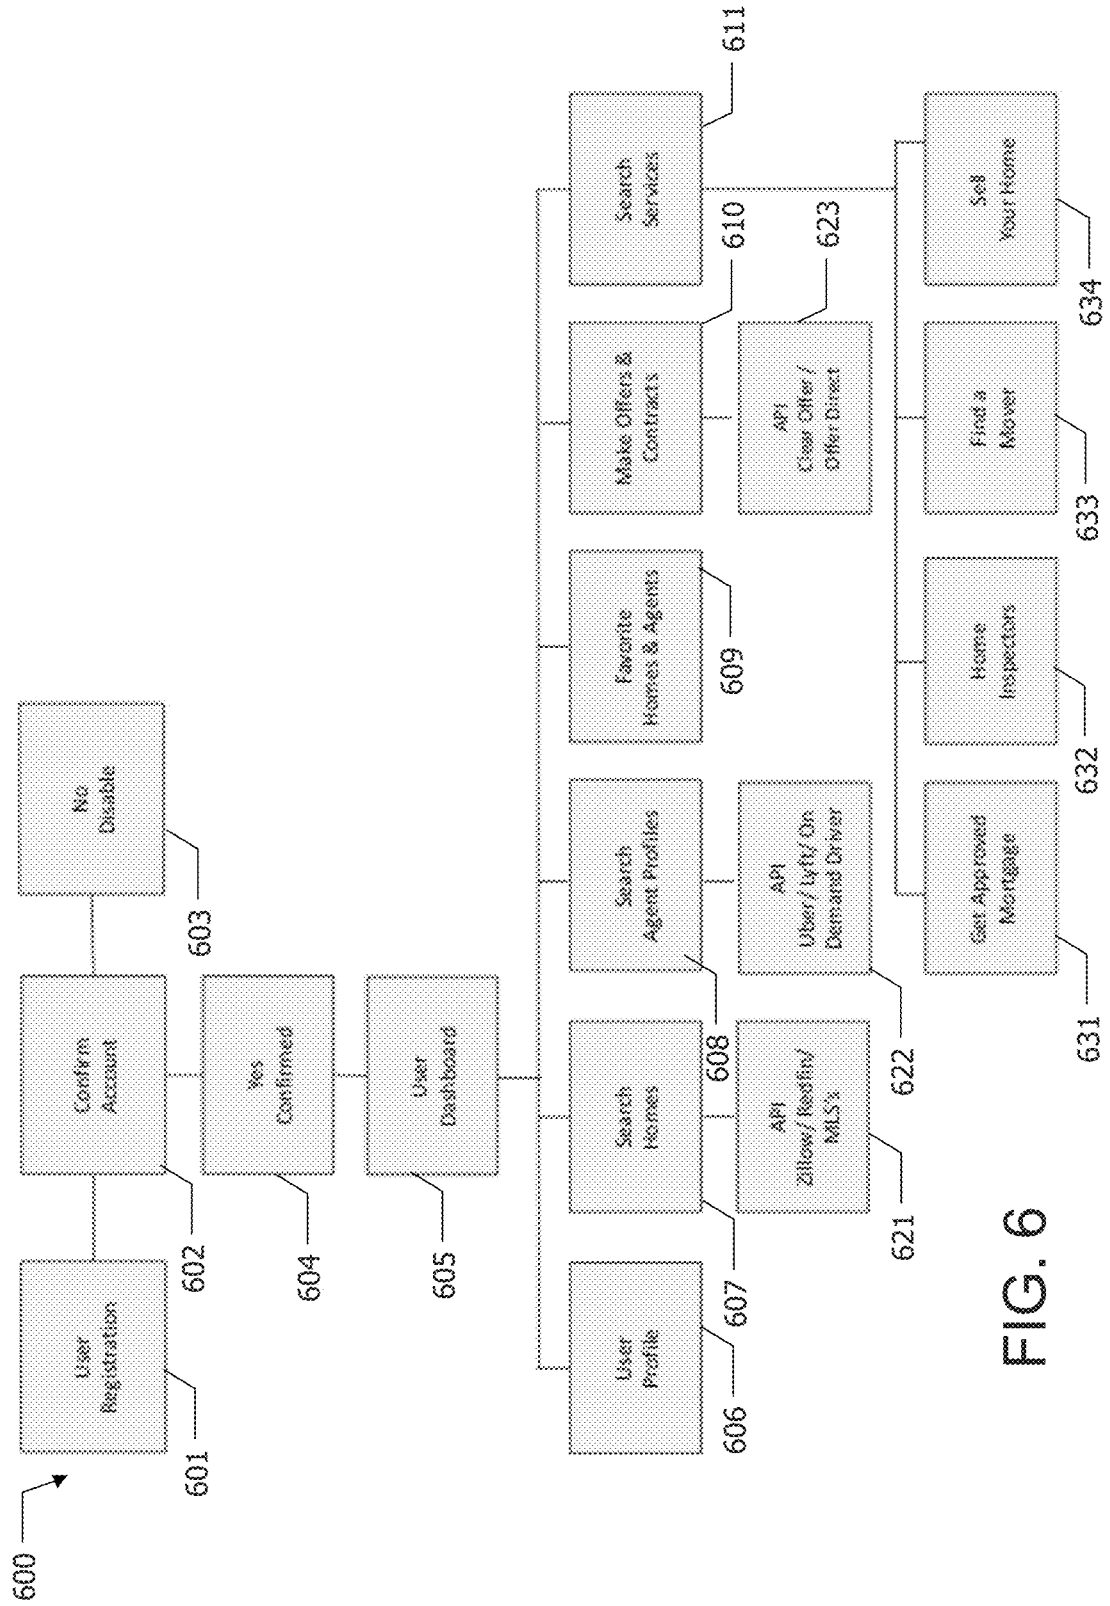 600
User
Registration
601
Confirm
Account
602
No
Disable
603
Yes
Confirmed
604
User
Dashboard
605
User
Profile
606
Search
Homes
607
Search
Agent Profiles
608
Favorite
Homes & Agents
609
Make Offers &
Contracts
610
Search
Services
611
API
Zillow/ Redfin/
MLS's
621
API
Uber / Lyft/ On
Demand Driver
622
API
Clear Offer /
Offer Direct
623
Get Approved
Mortgage
631
Home
Inspectors
632
Find a
Mover
633
Sell
Your Home
634
FIG. 6